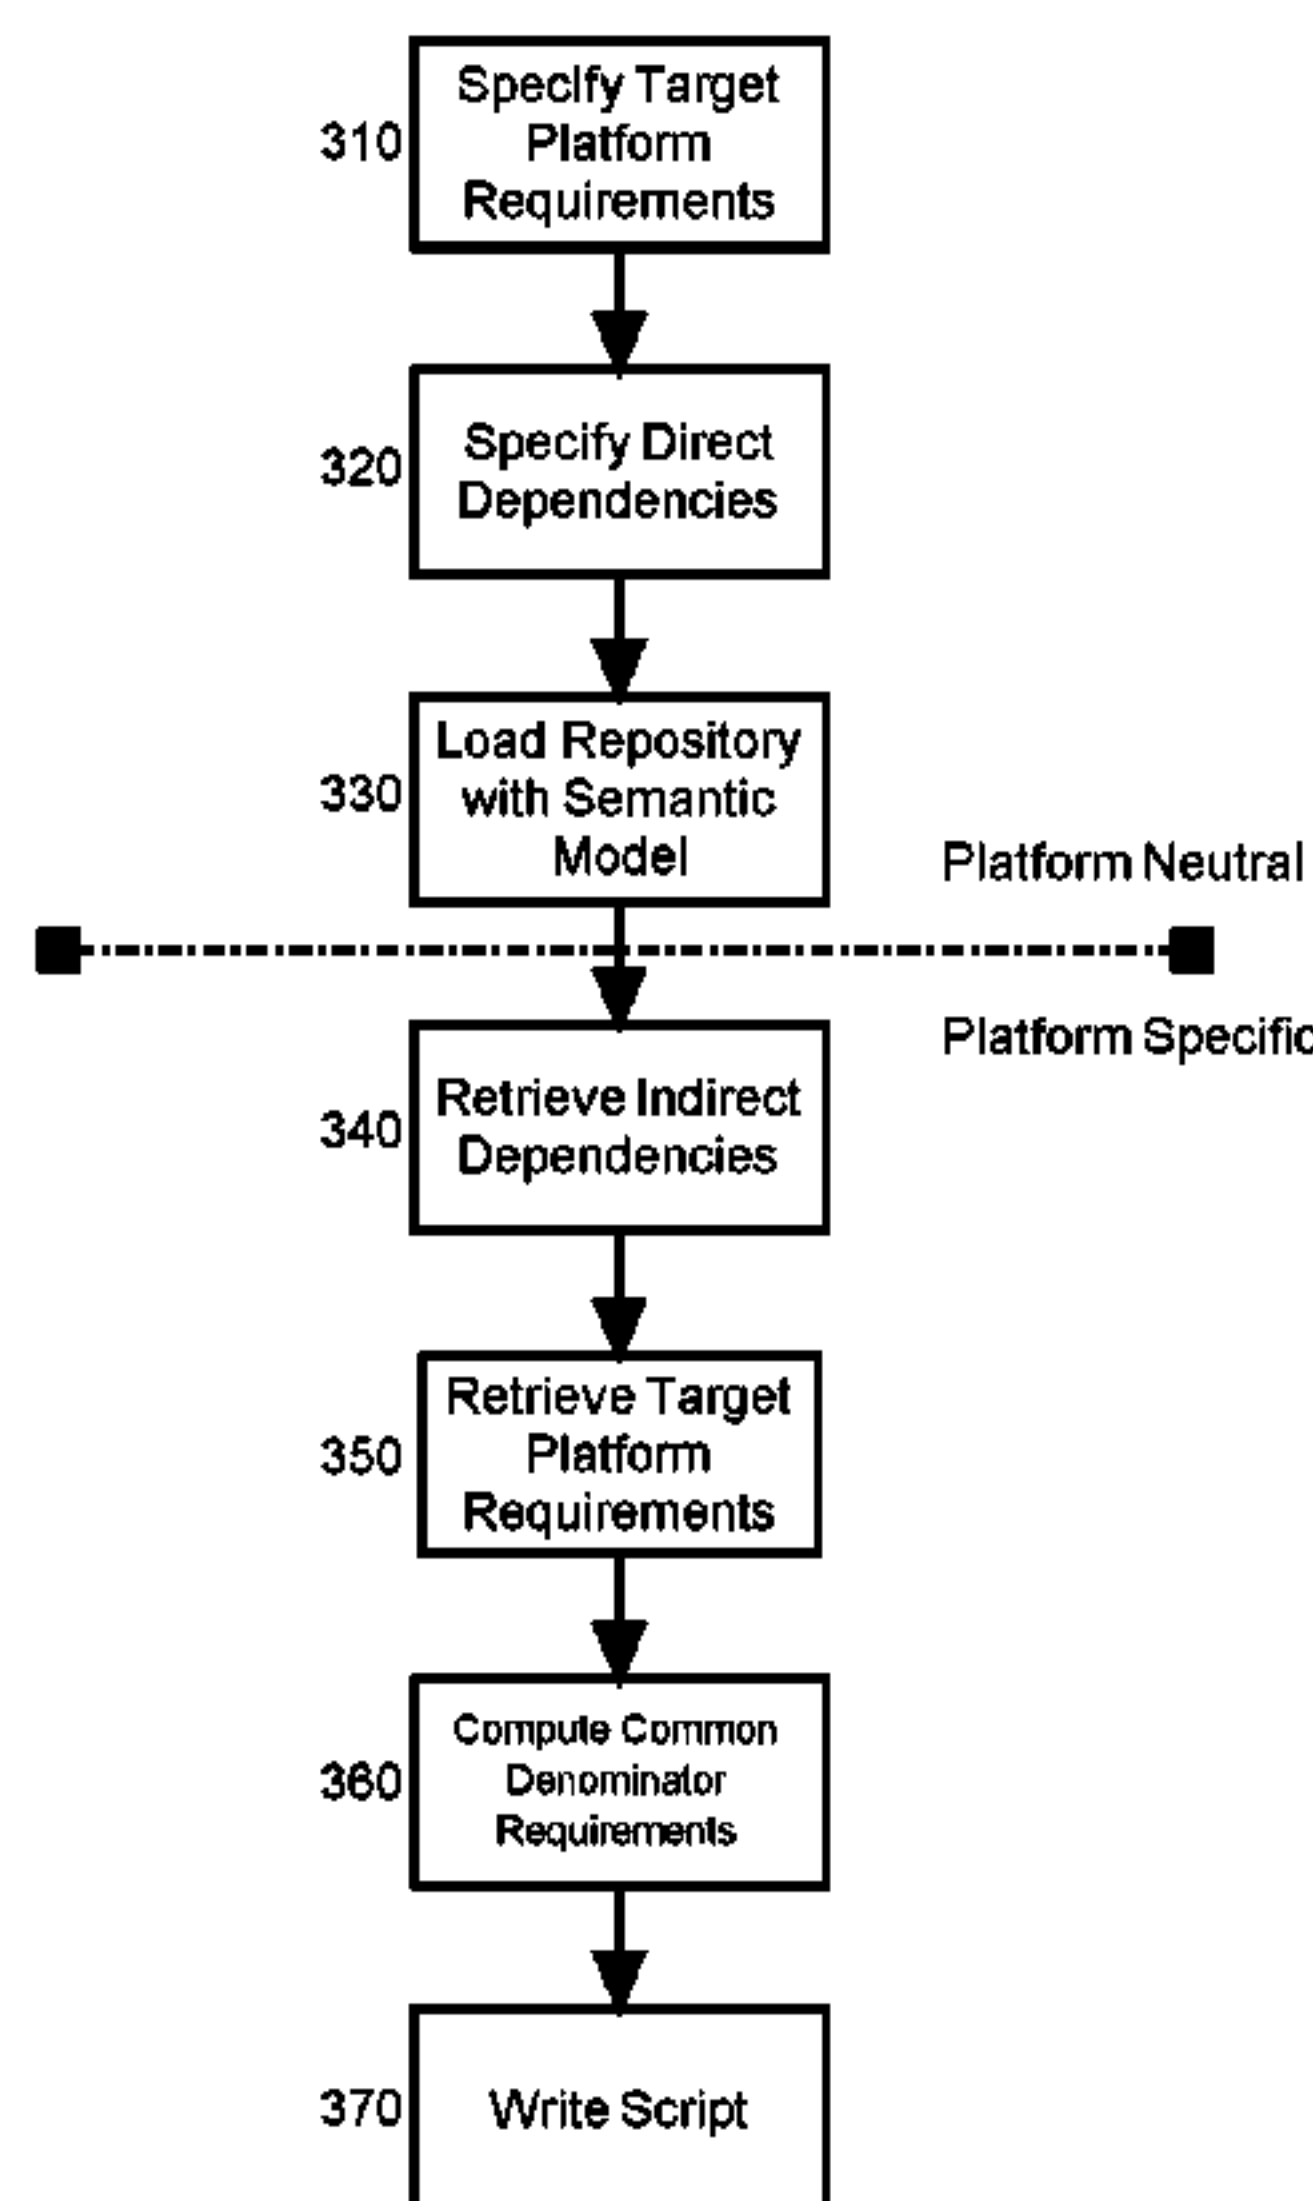 310
Specify Target
Platform
Requirements
320
Specify Direct
Dependencies
330
Load Repository
with Semantic
Model
Platform Neutral
Platform Specific
340
Retrieve Indirect
Dependencies
350
Retrieve Target
Platform
Requirements
360
Compute Common
Denominator
Requirements
370
Write Script